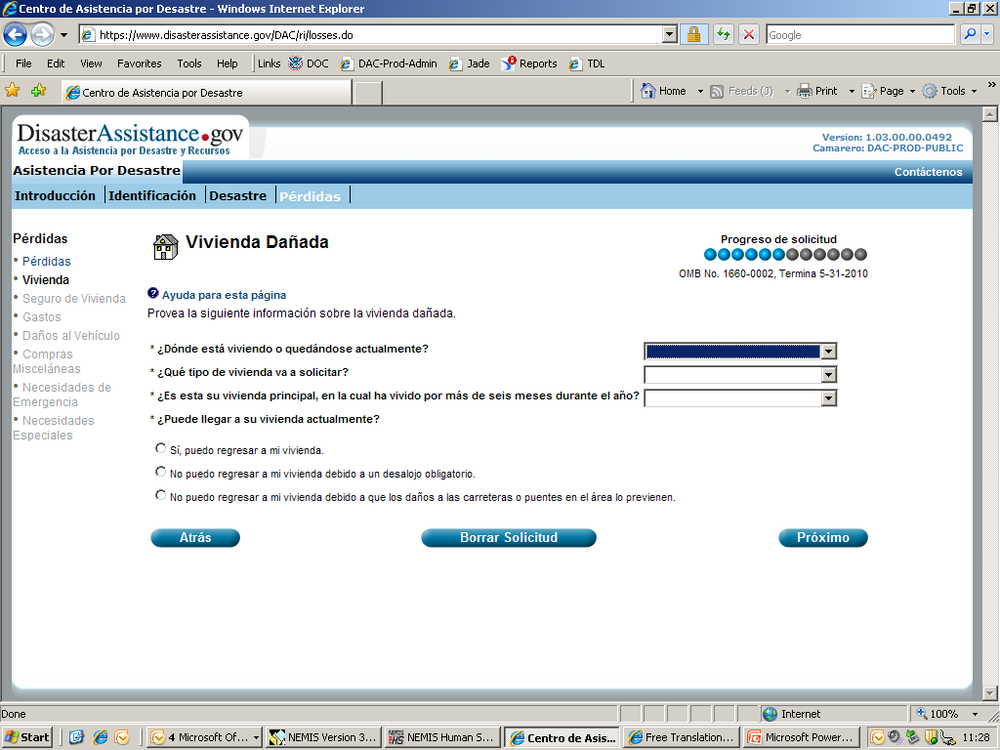 Centro de Asistencia por Desastre - Windows Internet Explorer
https://www.disasterassistance.gov/DAC/ri/losses.do
Google
File Edit View Favorites Tools Help Links DOC DAC-Prod-Admin Jade Reports TDL
Centro de Asistencia por Desastre
Home Feeds (J) Print Page Tools
DisasterAssistance.gov
Acceso a la Asistencia por Desastre y Recursos
Version: 1.03.00.00.0492
Camarero: DAC-PROD-PUBLIC
Asistencia Por Desastre
Contáctenos
Introducción Identificación Desastre Pérdidas
Pérdidas
• Pérdidas
• Vivienda
• Seguro de Vivienda
• Gastos
• Daños al Vehículo
• Compras
Misceláneas
• Necesidades de
Emergencia
• Necesidades
Especiales
Vivienda Dañada
Progreso de solicitud
OMB No. 1660-0002, Termina 5-31-2010
? Ayuda para esta página
Provea la siguiente información sobre la vivienda dañada.
* ¿Dónde está viviendo o quedándose actualmente?
* ¿Qué tipo de vivienda va a solicitar?
* ¿Es esta su vivienda principal, en la cual ha vivido por más de seis meses durante el año?
* ¿Puede llegar a su vivienda actualmente?
Sí, puedo regresar a mi vivienda.
No puedo regresar a mi vivienda debido a un desalojo obligatorio.
No puedo regresar a mi vivienda debido a que los daños a las carreteras o puentes en el área lo previenen.
Atrás
Borrar Solicitud
Próximo
Done
Internet
100%
Start
4 Microsoft Of...
NEMIS Version 3...
NEMIS Human S...
Centro de Asis...
Free Translation...
Microsoft Power...
11:28